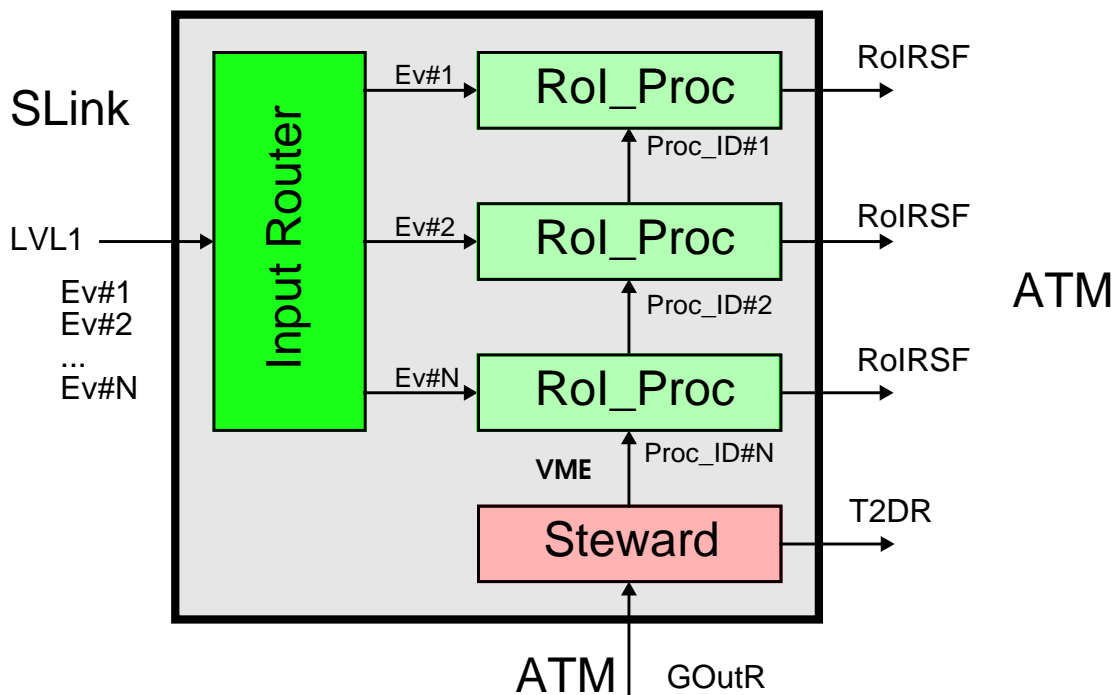 Ev#1
RoI_Proc
RoIRSF
SLink
Proc_ID#1
Input Router
LVL1
Ev#2
RoI_Proc
RoIRSF
Ev#1
Ev#2
...
Ev#N
Proc_ID#2
ATM
Ev#N
RoI_Proc
RoIRSF
VME
Proc_ID#N
Steward
T2DR
ATM
GOutR